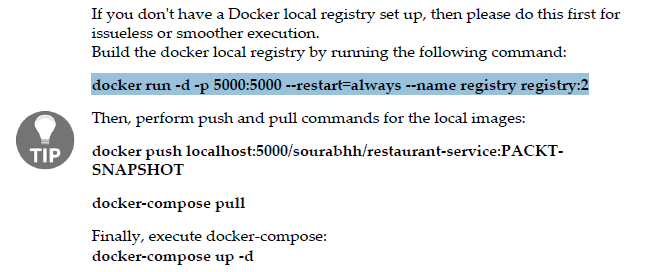 If you don't have a Docker local registry set up, then please do this first for
issueless or smoother execution.
Build the docker local registry by running the following command:
docker run -d -p 5000:5000 --restart=always --name registry registry:2
Then, perform push and pull commands for the local images:
TIP
docker push localhost:5000/sourabhh/restaurant-service:PACKT-
SNAPSHOT
docker-compose pull
Finally, execute docker-compose:
docker-compose up -d